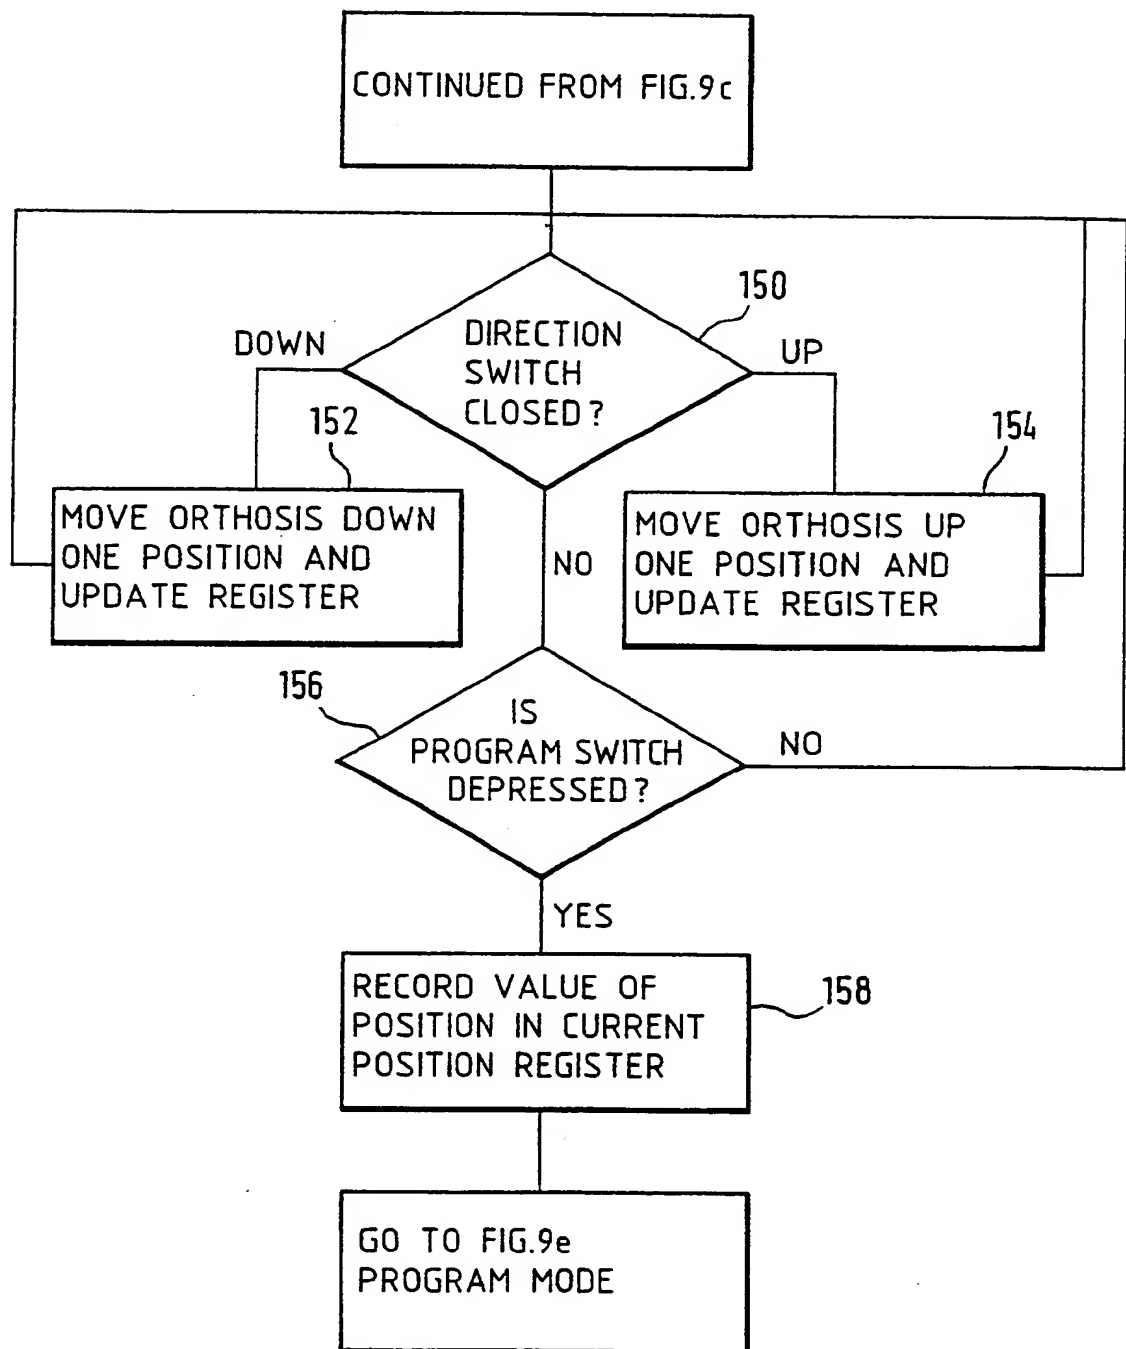 CONTINUED FROM FIG.9c
150
DIRECTION
SWITCH
CLOSED?
DOWN
UP
152
154
MOVE ORTHOSIS DOWN
ONE POSITION AND
UPDATE REGISTER
MOVE ORTHOSIS UP
ONE POSITION AND
UPDATE REGISTER
NO
156
IS
PROGRAM SWITCH
DEPRESSED?
NO
YES
RECORD VALUE OF
POSITION IN CURRENT
POSITION REGISTER
158
GO TO FIG.9e
PROGRAM MODE